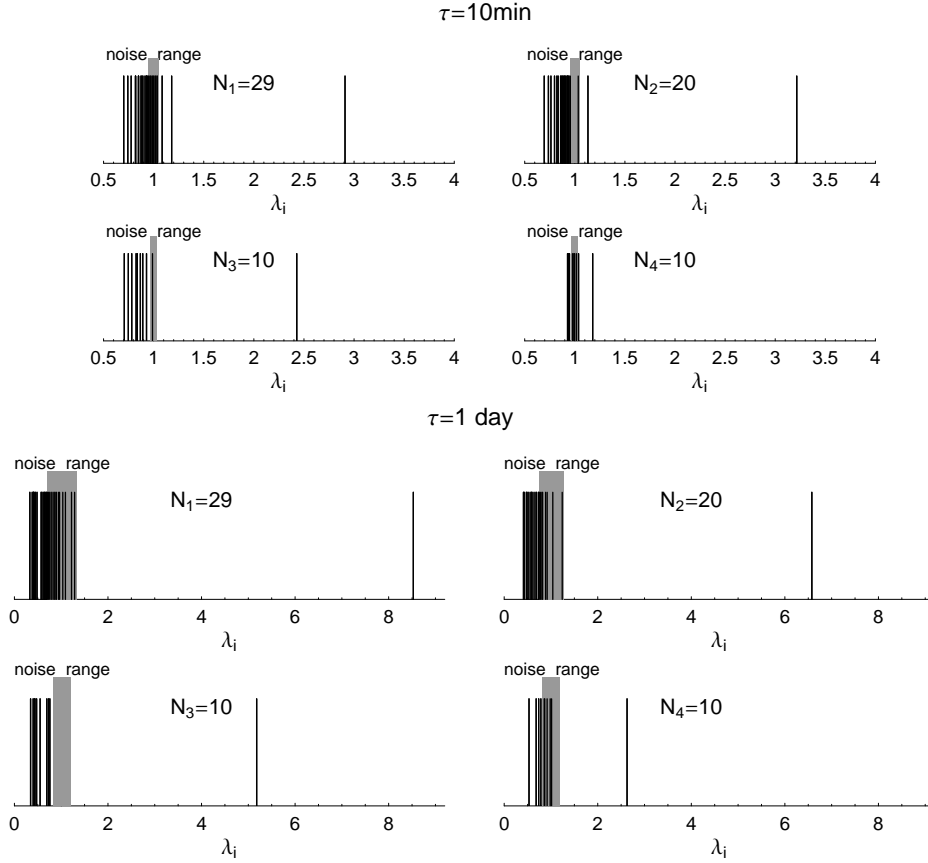 τ=10min
noise range
noise range
N₁=29
N₂=20
0.5 1 1.5 2 2.5 3 3.5 4
0.5 1 1.5 2 2.5 3 3.5 4
λᵢ
λᵢ
noise range
noise range
N₃=10
N₄=10
0.5 1 1.5 2 2.5 3 3.5 4
0.5 1 1.5 2 2.5 3 3.5 4
λᵢ
λᵢ
τ=1 day
noise range
noise range
N₁=29
N₂=20
0 2 4 6 8
0 2 4 6 8
λᵢ
λᵢ
noise range
noise range
N₃=10
N₄=10
0 2 4 6 8
0 2 4 6 8
λᵢ
λᵢ